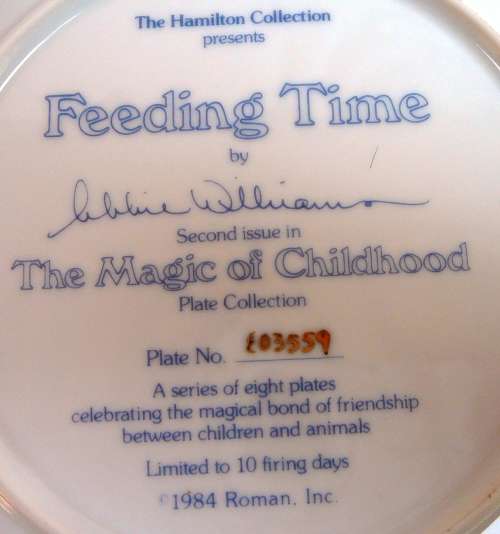 The Hamilton Collection
presents
Feeding Time
by
Abbie Williams
Second issue in
The Magic of Childhood
Plate Collection
Plate No. E03559
A series of eight plates
celebrating the magical bond of friendship
between children and animals
Limited to 10 firing days
©1984 Roman, Inc.